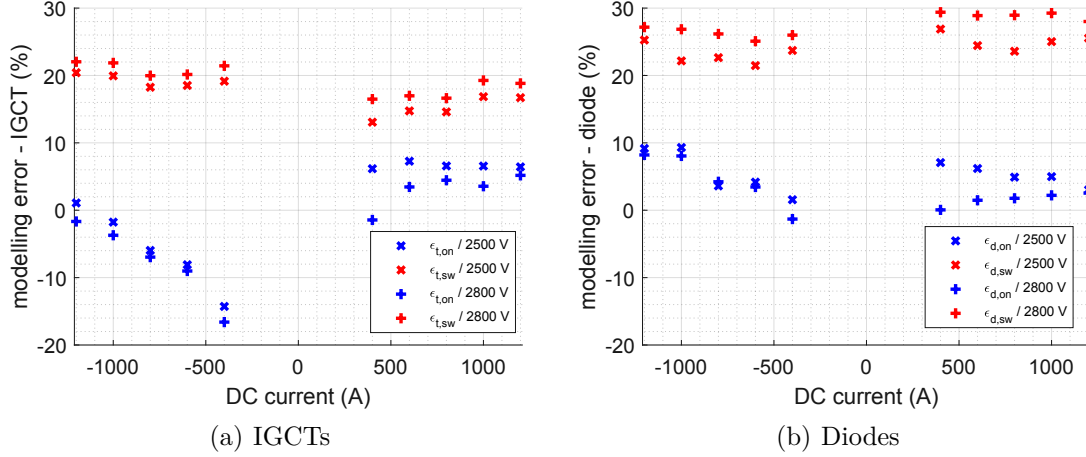 modelling error - IGCT (%)
30
20
10
0
-10
-20
-1000
-500
0
500
1000
DC current (A)
ϵt,on / 2500 V
ϵt,sw / 2500 V
ϵt,on / 2800 V
ϵt,sw / 2800 V
(a) IGCTs
modelling error - diode (%)
30
20
10
0
-10
-20
-1000
-500
0
500
1000
DC current (A)
ϵd,on / 2500 V
ϵd,sw / 2500 V
ϵd,on / 2800 V
ϵd,sw / 2800 V
(b) Diodes